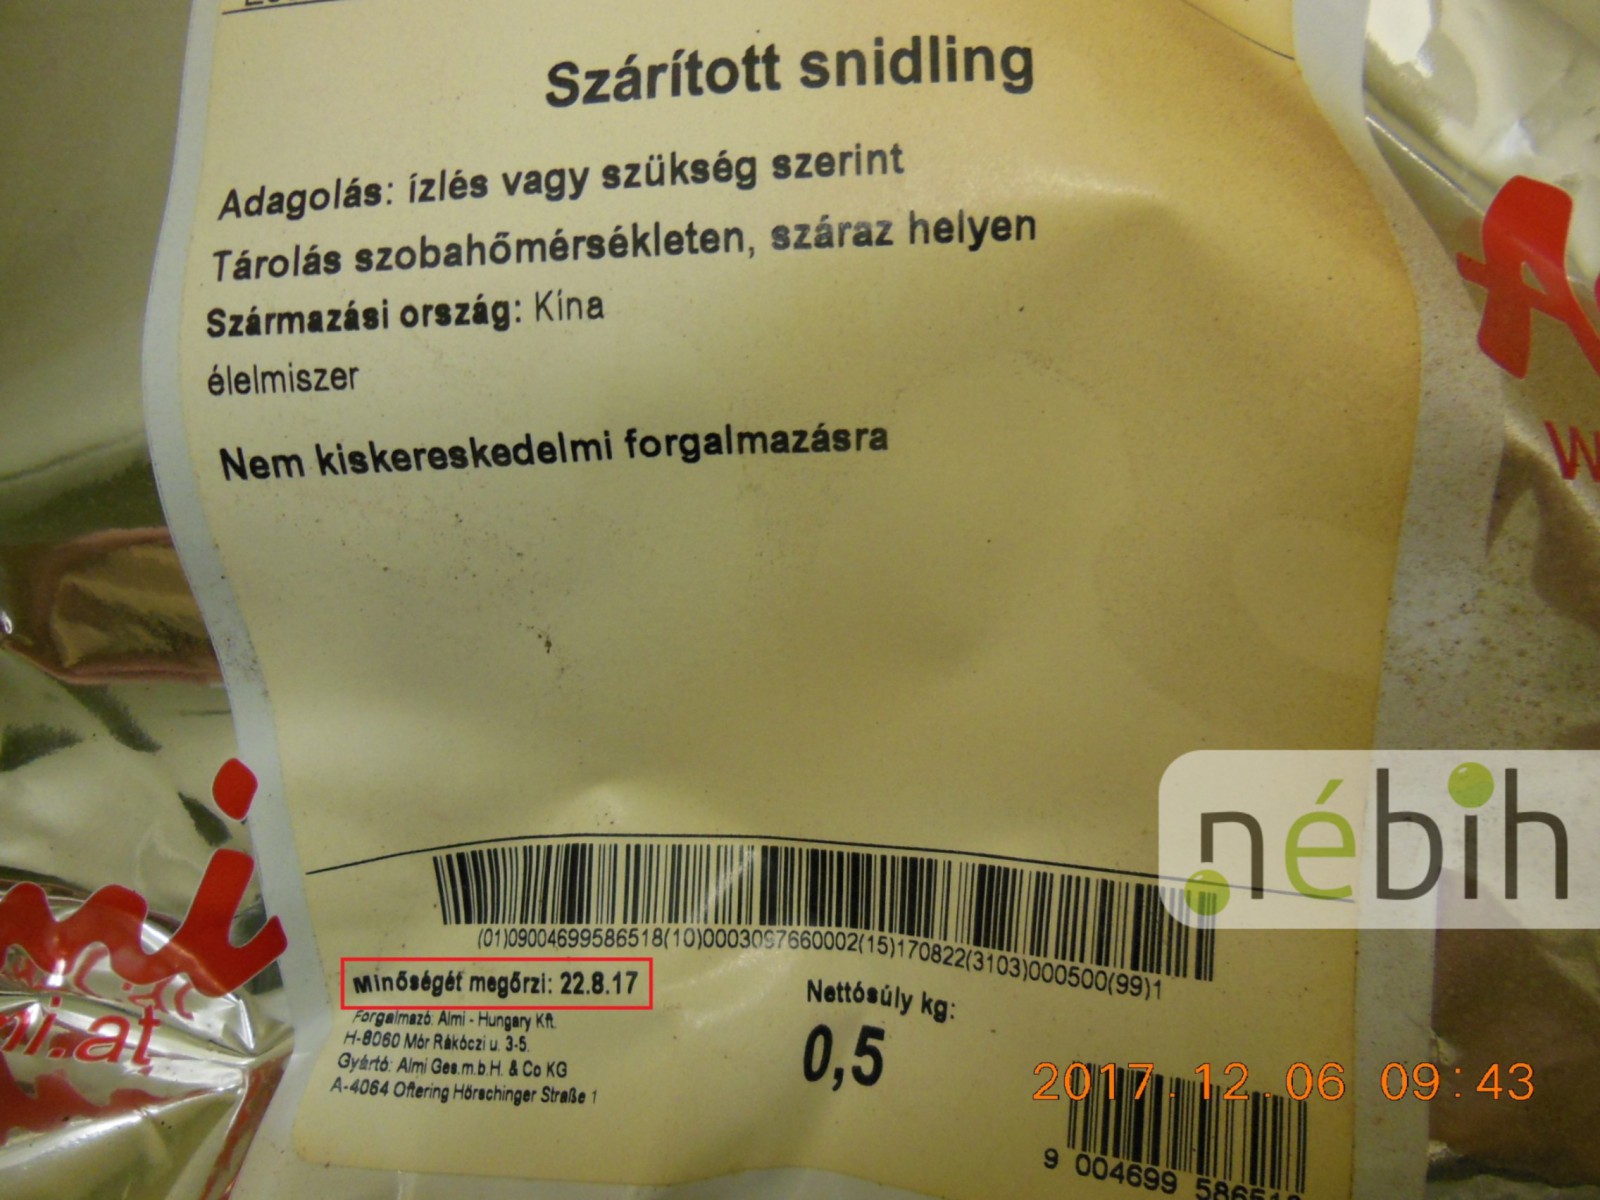 Szárított snidling
Adagolás: ízlés vagy szükség szerint
Tárolás szobahőmérsékleten, száraz helyen
Származási ország: Kína
élelmiszer
Nem kiskereskedelmi forgalmazásra
nébih
(01)09004699586518(10)0003097660002(15)170822(3103)000500(99)1
Minőségét megőrzi: 22.8.17
Forgalmazó: Almi - Hungary Kft.
H-8060 Mór Rákóczi u. 3-5.
Gyártó: Almi Ges.m.b.H. & Co KG
A-4064 Oftering Hörschinger Straße 1
Nettósúly kg:
0,5
2017.12.06 09:43
9 004699 586518